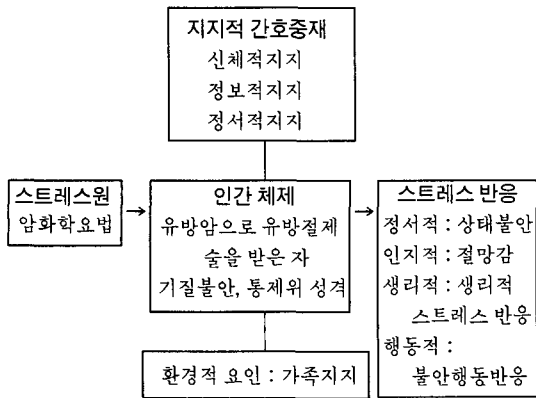 지지적 간호중재
신체적지지
정보적지지
정서적지지
스트레스원
암화학요법
인간 체제
유방암으로 유방절제
술을 받은 자
기질불안, 통제위 성격
스트레스 반응
정서적 : 상태불안
인지적 : 절망감
생리적 : 생리적
스트레스 반응
행동적 :
불안행동반응
환경적 요인 : 가족지지